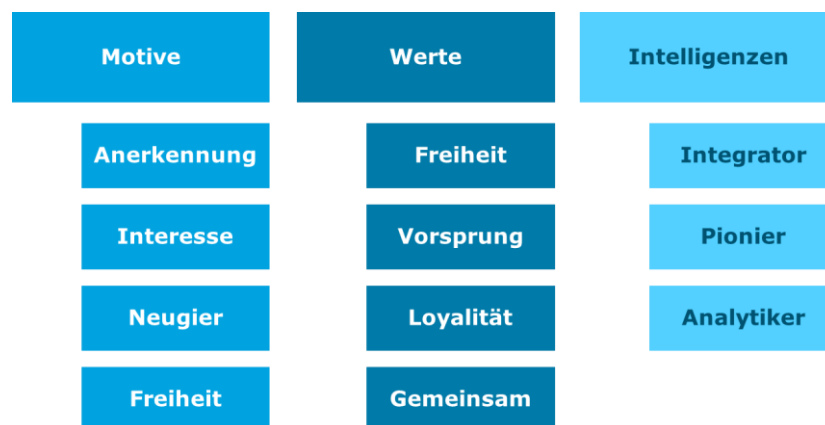 Motive
Werte
Intelligenzen
Anerkennung
Freiheit
Integrator
Interesse
Vorsprung
Pionier
Neugier
Loyalität
Analytiker
Freiheit
Gemeinsam